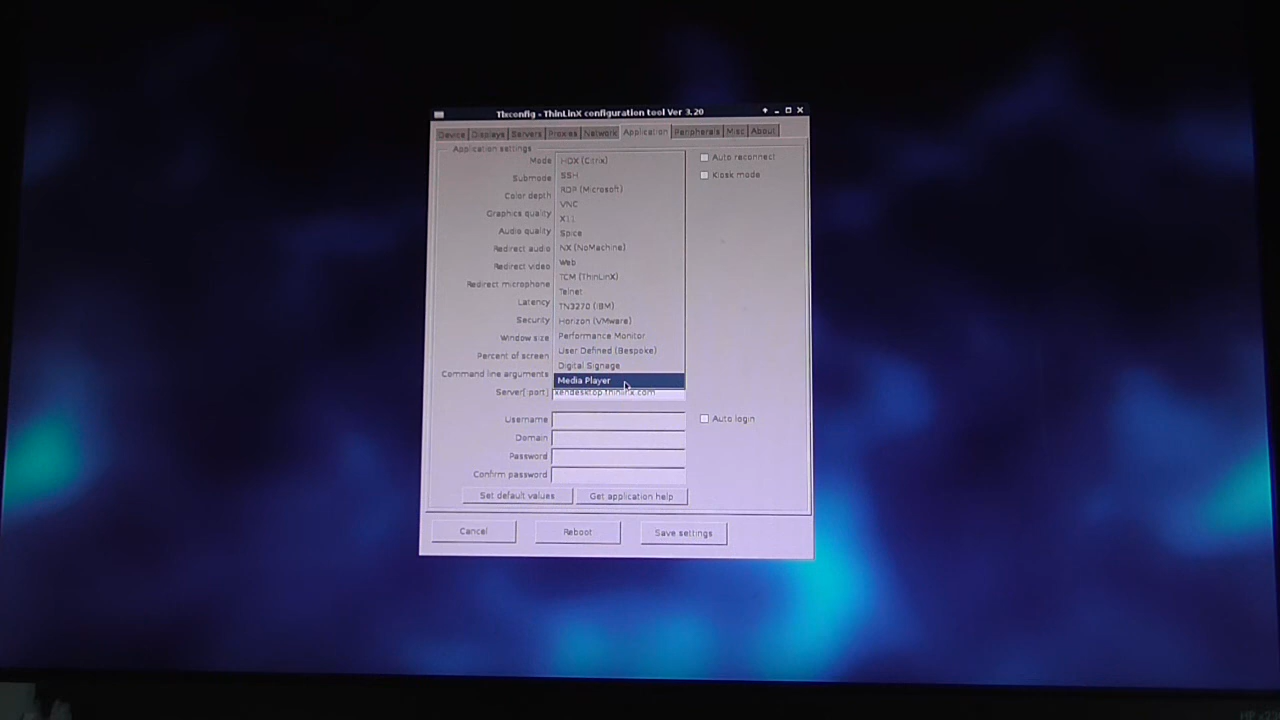 Tlxconfig - ThinLinX configuration tool Ver 3.20
Device Displays Servers Proxies Network Application Peripherals Misc About
Application settings
Mode
Submode
Color depth
Graphics quality
Audio quality
Redirect audio
Redirect video
Redirect microphone
Latency
Security
Window size
Percent of screen
Command line arguments
Server[:port]
HDX (Citrix)
SSH
RDP (Microsoft)
VNC
X11
Spice
NX (NoMachine)
Web
TCM (ThinLinX)
Telnet
TN3270 (IBM)
Horizon (VMware)
Performance Monitor
User Defined (Bespoke)
Digital Signage
Media Player
xendesktop.thinlinx.com
Auto reconnect
Kiosk mode
Username
Auto login
Domain
Password
Confirm password
Set default values Get application help
Cancel Reboot Save settings